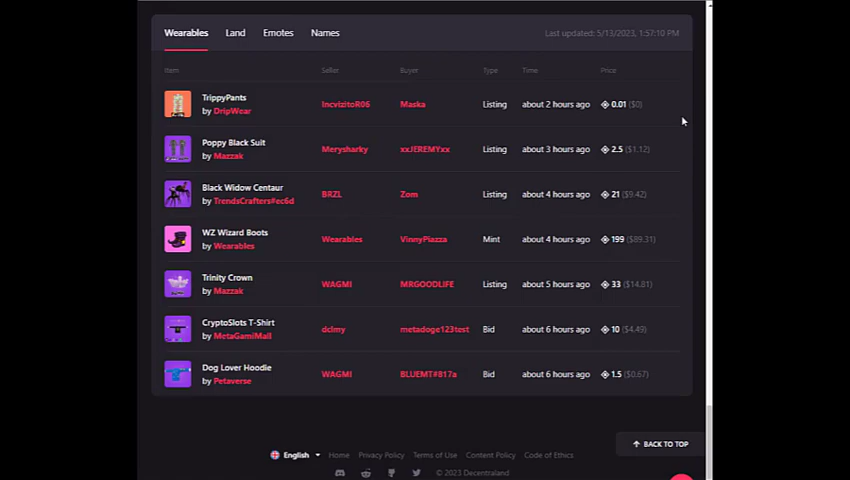 Wearables Land Emotes Names Last updated: 5/13/2023, 1:57:10 PM
Item Seller Buyer Type Time Price
TrippyPants
by DripWear IncvizitoR06 Maska Listing about 2 hours ago 0.01 ($0)
Poppy Black Suit
by Mazzak Merysharky xxJEREMYxx Listing about 3 hours ago 2.5 ($1.12)
Black Widow Centaur
by TrendsCrafters#ec6d BRZL Zom Listing about 4 hours ago 21 ($9.42)
WZ Wizard Boots
by Wearables Wearables VinnyPiazza Mint about 4 hours ago 199 ($89.31)
Trinity Crown
by Mazzak WAGMI MRGOODLIFE Listing about 5 hours ago 33 ($14.81)
CryptoSlots T-Shirt
by MetaGamiMall dclmy metadoge123test Bid about 6 hours ago 10 ($4.49)
Dog Lover Hoodie
by Petaverse WAGMI BLUEMT#817a Bid about 6 hours ago 1.5 ($0.67)
BACK TO TOP
English Home Privacy Policy Terms of Use Content Policy Code of Ethics
© 2023 Decentraland